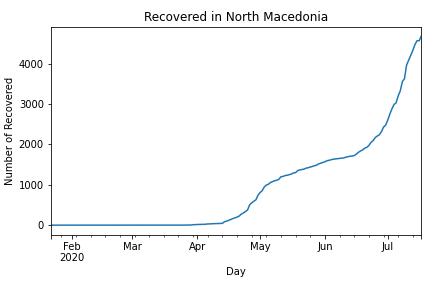 Recovered in North Macedonia
Number of Recovered
4000
3000
2000
1000
0
Feb
2020
Mar
Apr
May
Jun
Jul
Day